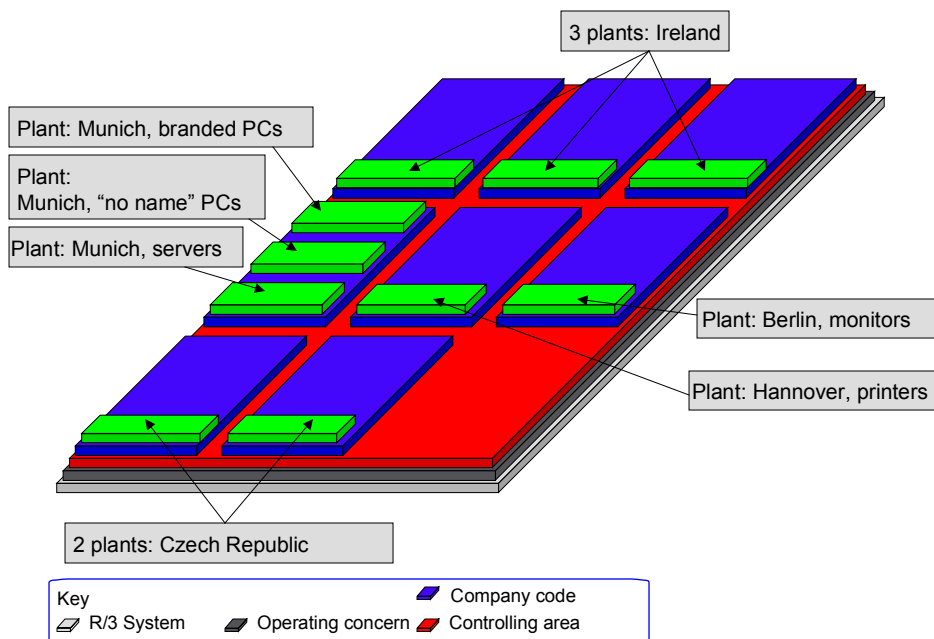 3 plants: Ireland
Plant: Munich, branded PCs
Plant:
Munich, “no name” PCs
Plant: Munich, servers
Plant: Berlin, monitors
Plant: Hannover, printers
2 plants: Czech Republic
Key
Company code
R/3 System
Operating concern
Controlling area